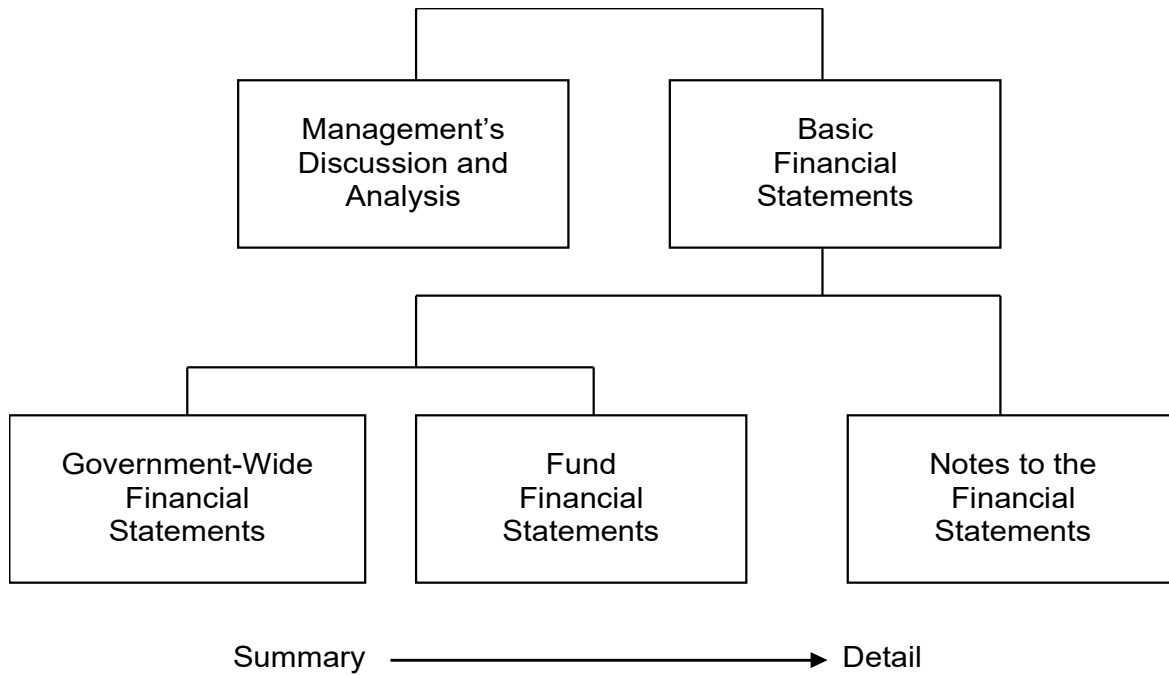 Management’s
Discussion and
Analysis
Basic
Financial
Statements
Government-Wide
Financial
Statements
Fund
Financial
Statements
Notes to the
Financial
Statements
Summary
Detail